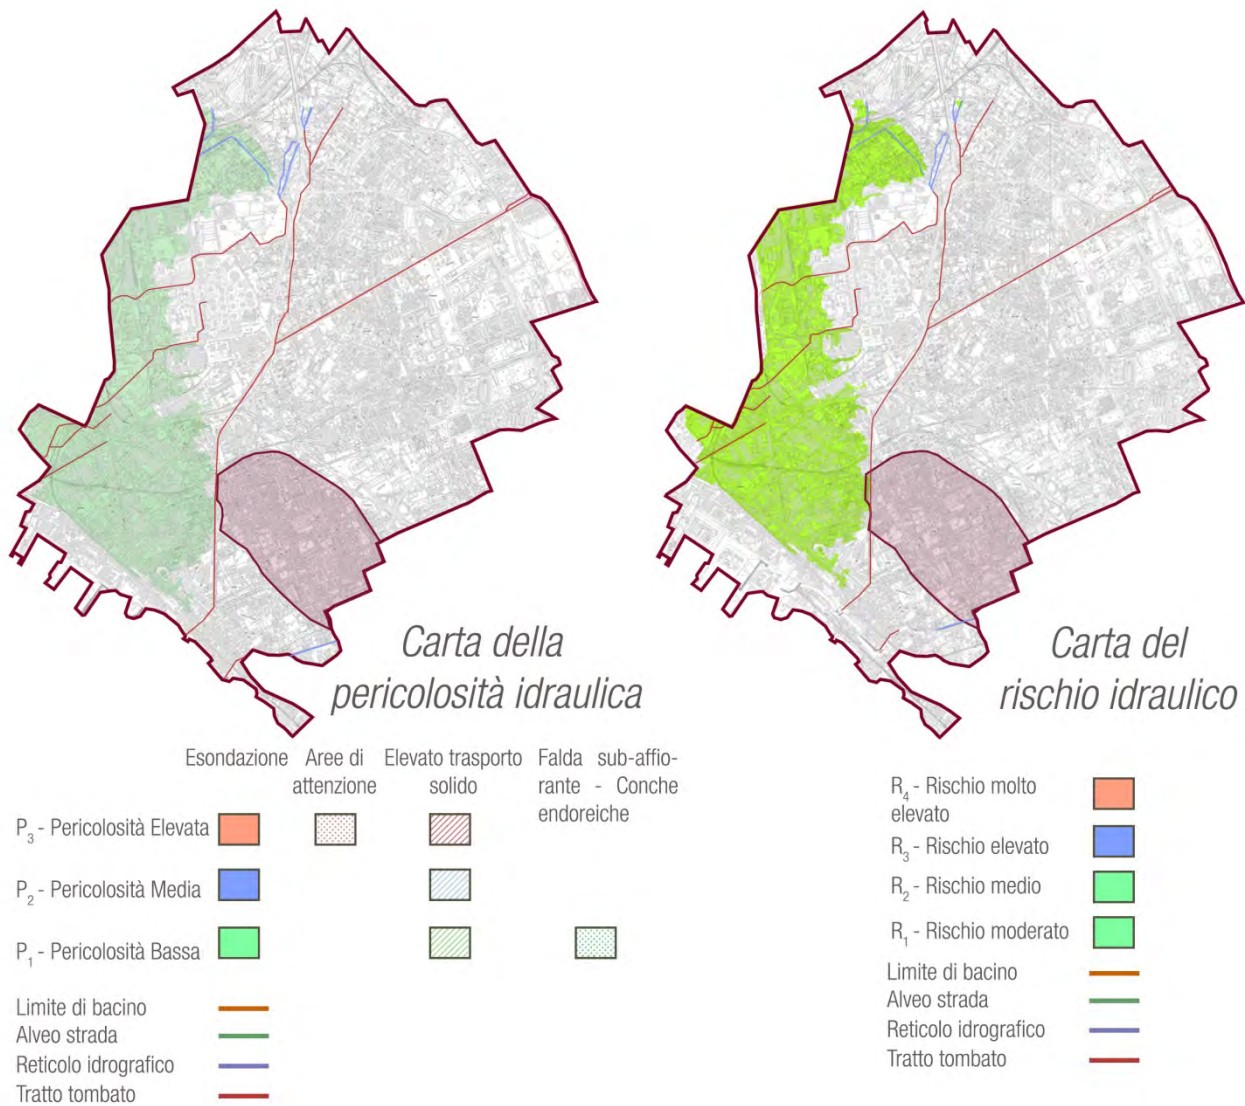 Carta della
pericolosità idraulica
Carta del
rischio idraulico
Esondazione
Aree di
attenzione
Elevato trasporto
solido
Falda sub-affio-
rante - Conche
endoreiche
P3 - Pericolosità Elevata
P2 - Pericolosità Media
P1 - Pericolosità Bassa
Limite di bacino
Alveo strada
Reticolo idrografico
Tratto tombato
R4 - Rischio molto
elevato
R3 - Rischio elevato
R2 - Rischio medio
R1 - Rischio moderato
Limite di bacino
Alveo strada
Reticolo idrografico
Tratto tombato